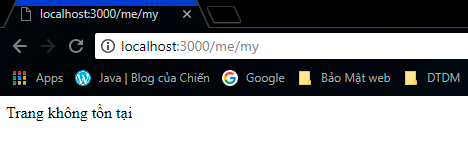 localhost:3000/me/my
localhost:3000/me/my
Apps Java | Blog của Chiến Google Bảo Mật web DTDM
Trang không tồn tại